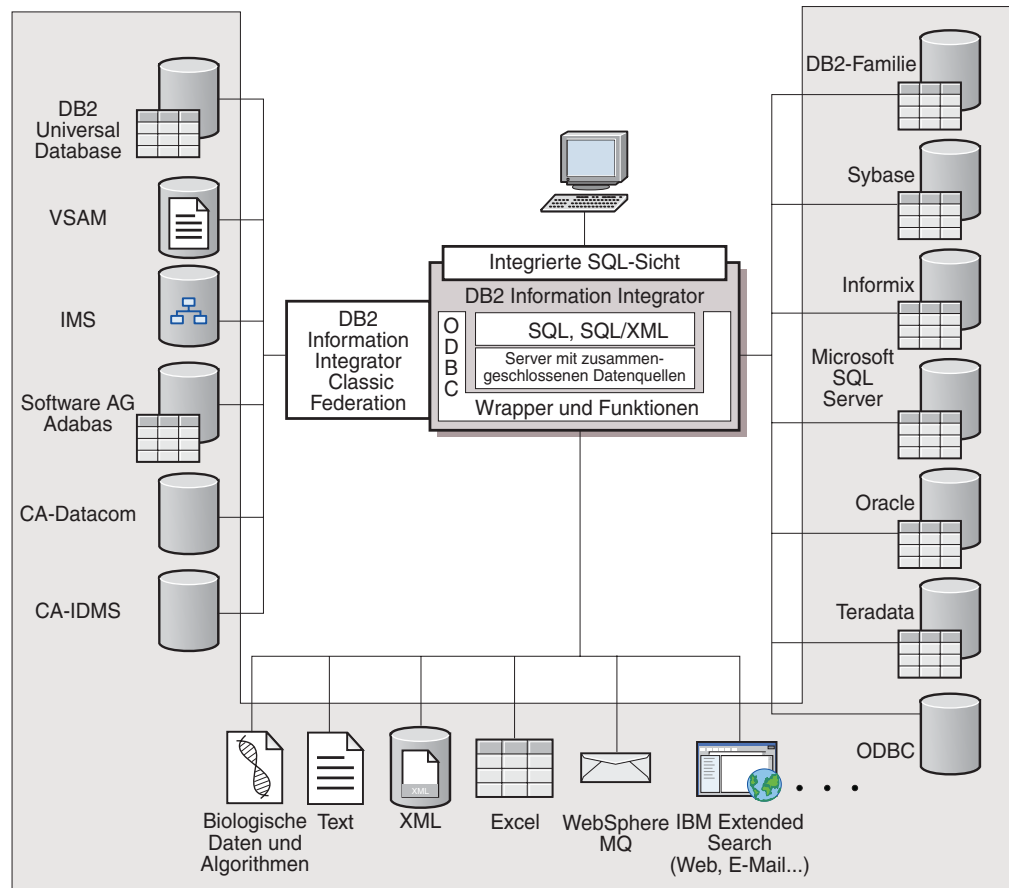 DB2
Universal
Database
VSAM
IMS
Software AG
Adabas
CA-Datacom
CA-IDMS
Integrierte SQL-Sicht
DB2 Information Integrator
DB2
Information
Integrator
Classic
Federation
O
D
B
C
SQL, SQL/XML
Server mit zusammen-
geschlossenen Datenquellen
Wrapper und Funktionen
DB2-Familie
Sybase
Informix
Microsoft
SQL
Server
Oracle
Teradata
ODBC
Biologische
Daten und
Algorithmen
Text
XML
XML
Excel
WebSphere
MQ
IBM Extended
Search
(Web, E-Mail...)
. . .